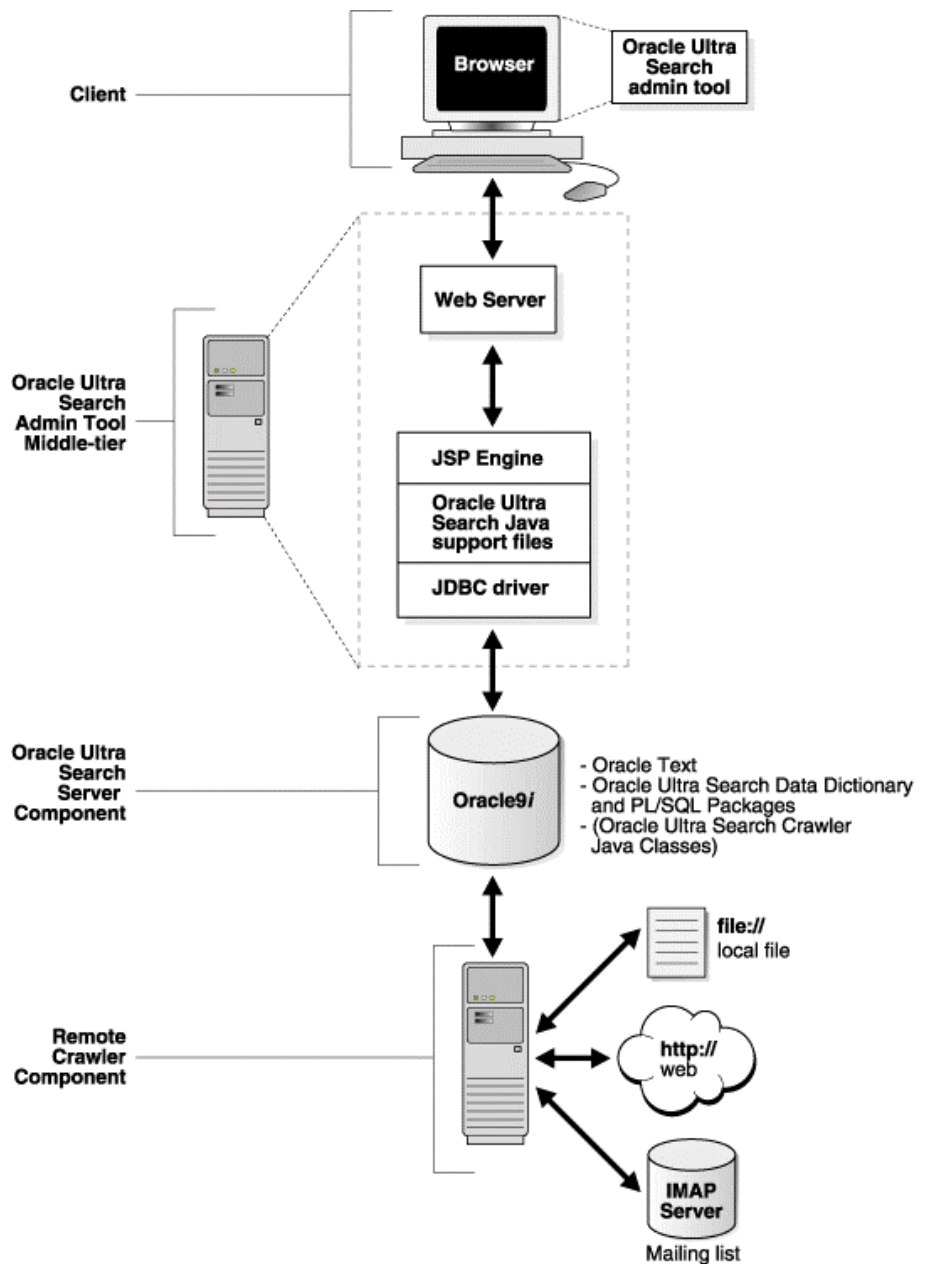 Browser
Oracle Ultra
Search
admin tool
Client
Web Server
Oracle Ultra
Search
Admin Tool
Middle-tier
JSP Engine
Oracle Ultra
Search Java
support files
JDBC driver
Oracle Ultra
Search
Server
Component
Oracle9i
- Oracle Text
- Oracle Ultra Search Data Dictionary
and PL/SQL Packages
- (Oracle Ultra Search Crawler
Java Classes)
file://
local file
Remote
Crawler
Component
http://
web
IMAP
Server
Mailing list